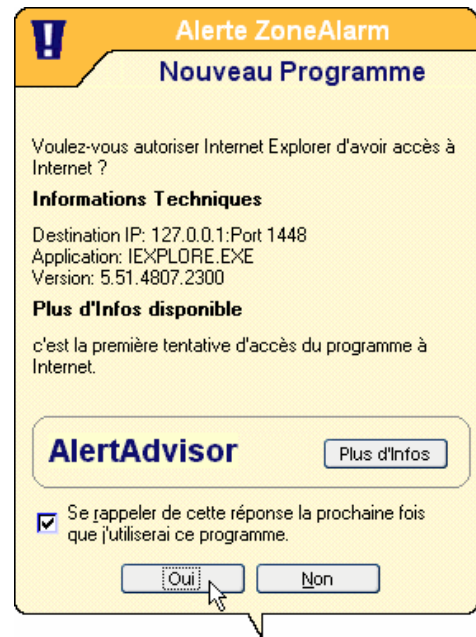 Alerte ZoneAlarm
Nouveau Programme
Voulez-vous autoriser Internet Explorer d'avoir accès à
Internet ?
Informations Techniques
Destination IP: 127.0.0.1:Port 1448
Application: IEXPLORE.EXE
Version: 5.51.4807.2300
Plus d'Infos disponible
c'est la première tentative d'accès du programme à
Internet.
AlertAdvisor
Plus d'Infos
Se rappeler de cette réponse la prochaine fois
que j'utiliserai ce programme.
Oui
Non